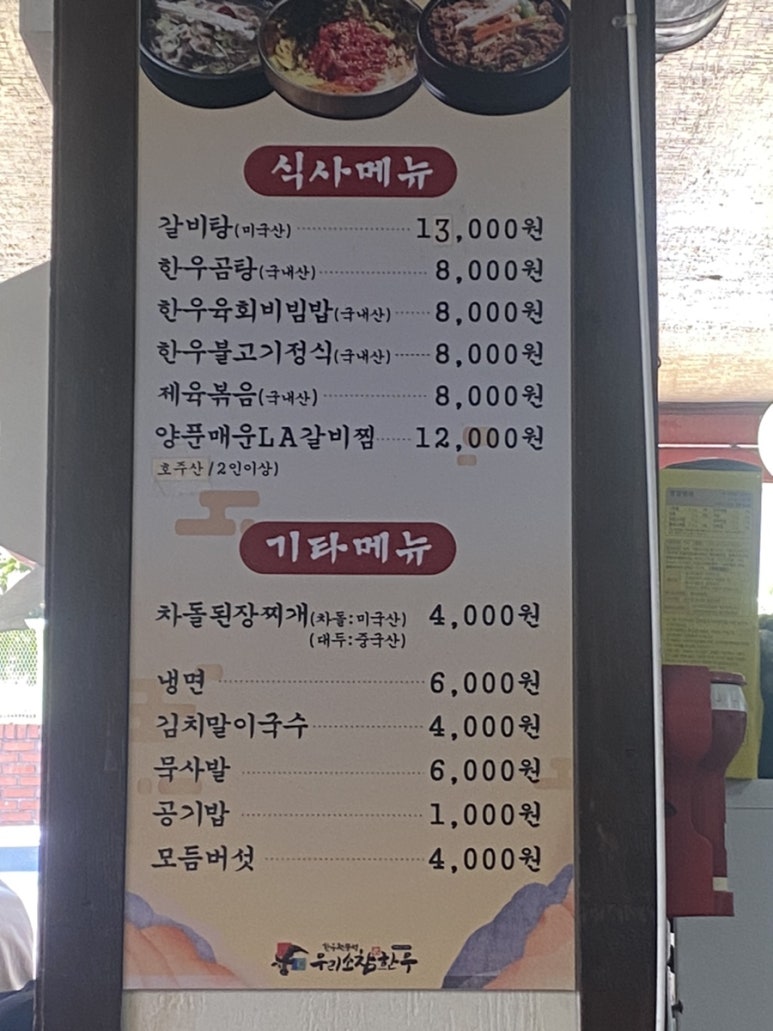 식사메뉴
갈비탕(미국산) 13,000원
한우곰탕(국내산) 8,000원
한우육회비빔밥(국내산) 8,000원
한우불고기정식(국내산) 8,000원
제육볶음(국내산) 8,000원
양푼매운LA갈비찜 12,000원
호주산/2인이상)
기타메뉴
차돌된장찌개(차돌:미국산) 4,000원
(대두:중국산)
냉면 6,000원
김치말이국수 4,000원
묵사발 6,000원
공기밥 1,000원
모듬버섯 4,000원
우리소참한우